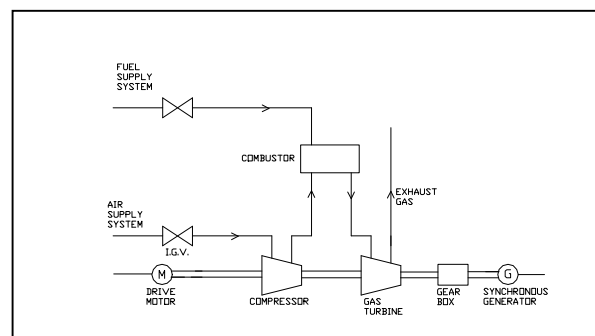 FUEL
SUPPLY
SYSTEM
COMBUSTOR
EXHAUST
GAS
AIR
SUPPLY
SYSTEM
I.G.V.
M
G
DRIVE
MOTOR
COMPRESSOR
GAS
TURBINE
GEAR
BOX
SYNCHRONOUS
GENERATOR